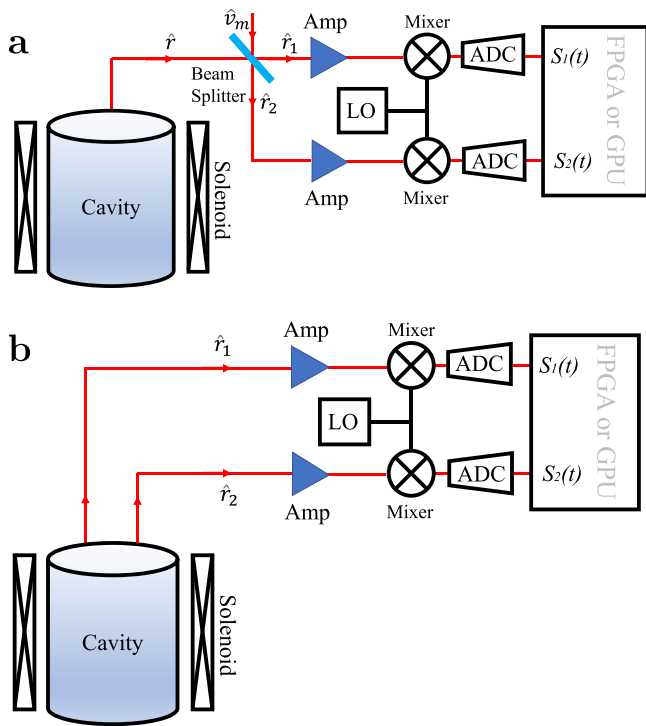 a
v̂ₘ
r̂
r̂₁
Amp
Mixer
ADC
S₁(t)
Beam
Splitter
r̂₂
LO
FPGA or GPU
Solenoid
Cavity
Amp
Mixer
ADC
S₂(t)
b
r̂₁
Amp
Mixer
ADC
S₁(t)
LO
FPGA or GPU
r̂₂
Amp
Mixer
ADC
S₂(t)
Solenoid
Cavity